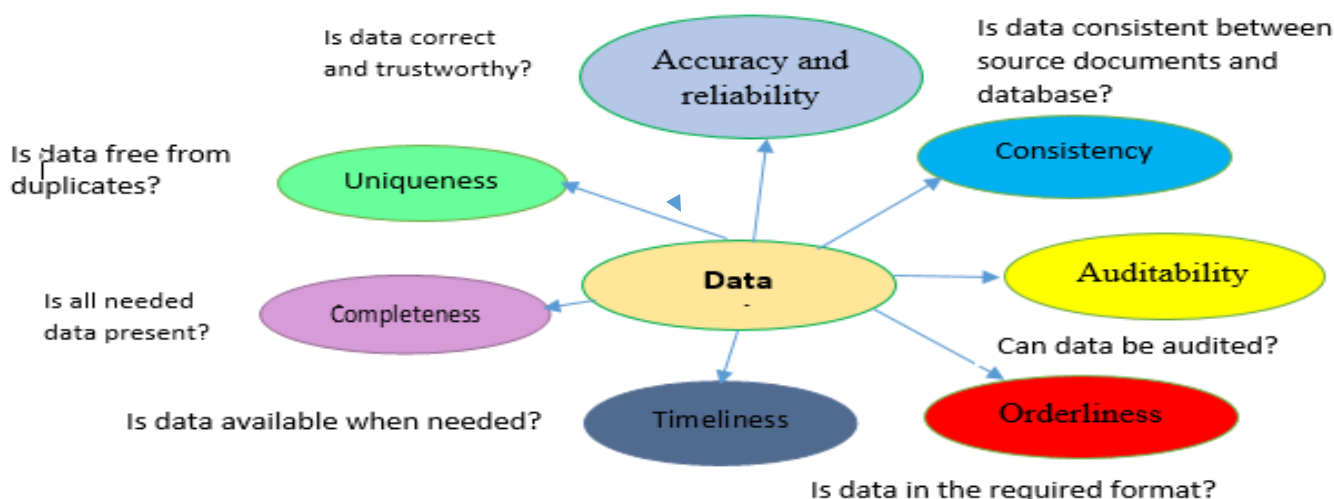 Is data correct
and trustworthy?
Accuracy and
reliability
Is data consistent between
source documents and
database?
Consistency
Is data free from
duplicates?
Uniqueness
Data
Auditability
Can data be audited?
Is all needed
data present?
Completeness
Is data available when needed?
Timeliness
Orderliness
Is data in the required format?